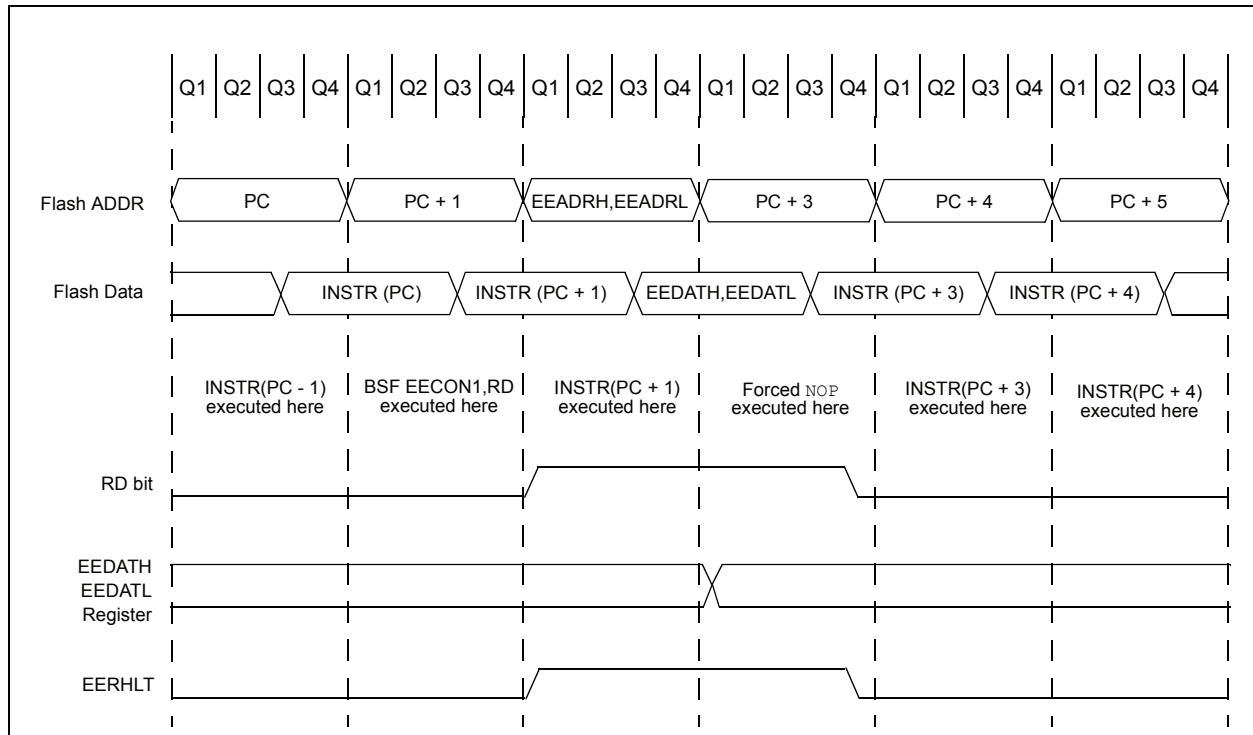 Q1 Q2 Q3 Q4 Q1 Q2 Q3 Q4 Q1 Q2 Q3 Q4 Q1 Q2 Q3 Q4 Q1 Q2 Q3 Q4 Q1 Q2 Q3 Q4
Flash ADDR PC PC + 1 EEADRH,EEADRL PC + 3 PC + 4 PC + 5
Flash Data INSTR (PC) INSTR (PC + 1) EEDATH,EEDATL INSTR (PC + 3) INSTR (PC + 4)
INSTR(PC - 1)
executed here
BSF EECON1,RD
executed here
INSTR(PC + 1)
executed here
Forced NOP
executed here
INSTR(PC + 3)
executed here
INSTR(PC + 4)
executed here
RD bit
EEDATH
EEDATL
Register
EERHLT